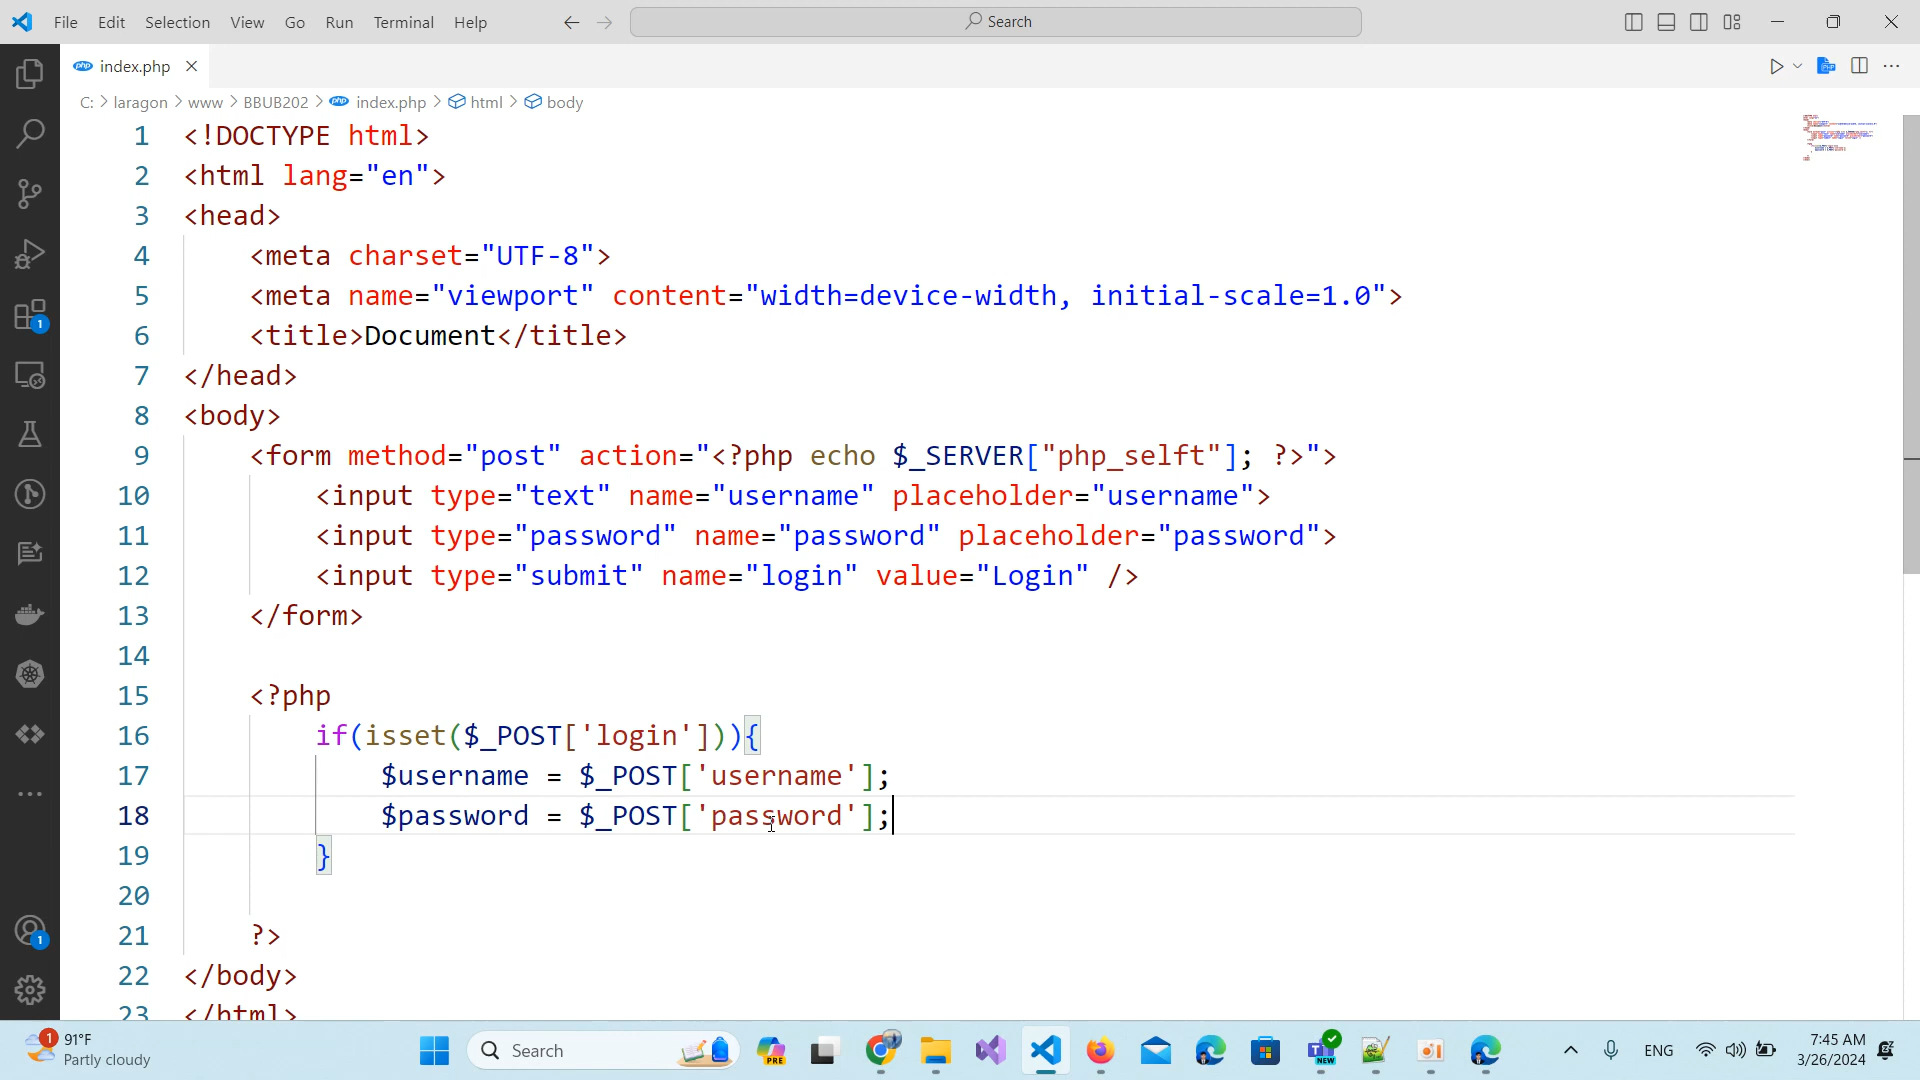 File Edit Selection View Go Run Terminal Help Search
index.php
C: > laragon > www > BBUB202 > index.php > html > body
1 <!DOCTYPE html>
2 <html lang="en">
3 <head>
4 <meta charset="UTF-8">
5 <meta name="viewport" content="width=device-width, initial-scale=1.0">
6 <title>Document</title>
7 </head>
8 <body>
9 <form method="post" action="<?php echo $_SERVER["php_selft"]; ?>">
10 <input type="text" name="username" placeholder="username">
11 <input type="password" name="password" placeholder="password">
12 <input type="submit" name="login" value="Login" />
13 </form>
14
15 <?php
16 if(isset($_POST['login'])){
17 $username = $_POST['username'];
18 $password = $_POST['password'];
19 }
20
21 ?>
22 </body>
23 </html>
1
1
1 91°F
Partly cloudy
Search
PRE
NEW
ENG
7:45 AM
3/26/2024